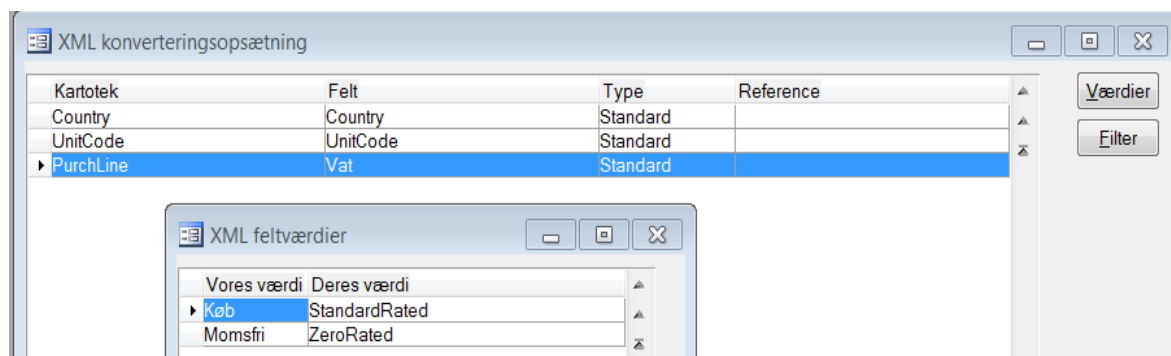 XML konverteringsopsætning
Kartotek Felt Type Reference Værdier
Country Country Standard
UnitCode UnitCode Standard Filter
PurchLine Vat Standard
XML feltværdier
Vores værdi Deres værdi
Køb StandardRated
Momsfri ZeroRated